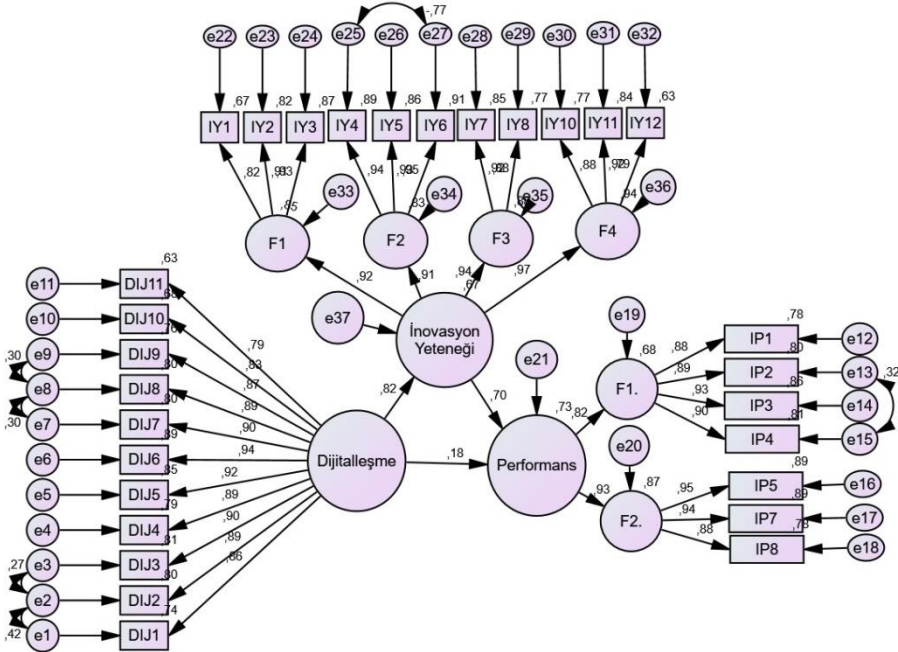 -,77
e22 e23 e24 e25 e26 e27 e28 e29 e30 e31 e32
,67 ,82 ,87 ,89 ,86 ,91 ,85 ,77 ,77 ,84 ,63
IY1 IY2 IY3 IY4 IY5 IY6 IY7 IY8 IY10 IY11 IY12
,82 ,94 ,88
,85 ,83 ,94
e33 e34 e35 e36
F1 F2 F3 F4
,92 ,91 ,94 ,97
,67
e37
İnovasyon
Yeteneği
,63
e11 DIJ11
e10 DIJ10
,76
,30 e9 DIJ9
,80
e8 DIJ8
,80
,30 e7 DIJ7
,89
e6 DIJ6
,85
e5 DIJ5
,79
e4 DIJ4
,81
,27 e3 DIJ3
,80
e2 DIJ2
,74
,42 e1 DIJ1
,79
,83
,87
,89
,90
,94
,92
,89
,90
,89
,86
Dijitalleşme
,82
,18
,70
e21
,73
Performans
,82
,93
e19
,68
F1.
e20
,87
F2.
,88
,89
,93
,90
,78
IP1 e12
,80
IP2 e13
,32
,86
IP3 e14
,81
IP4 e15
,95
,94
,88
,89
IP5 e16
,89
IP7 e17
,78
IP8 e18